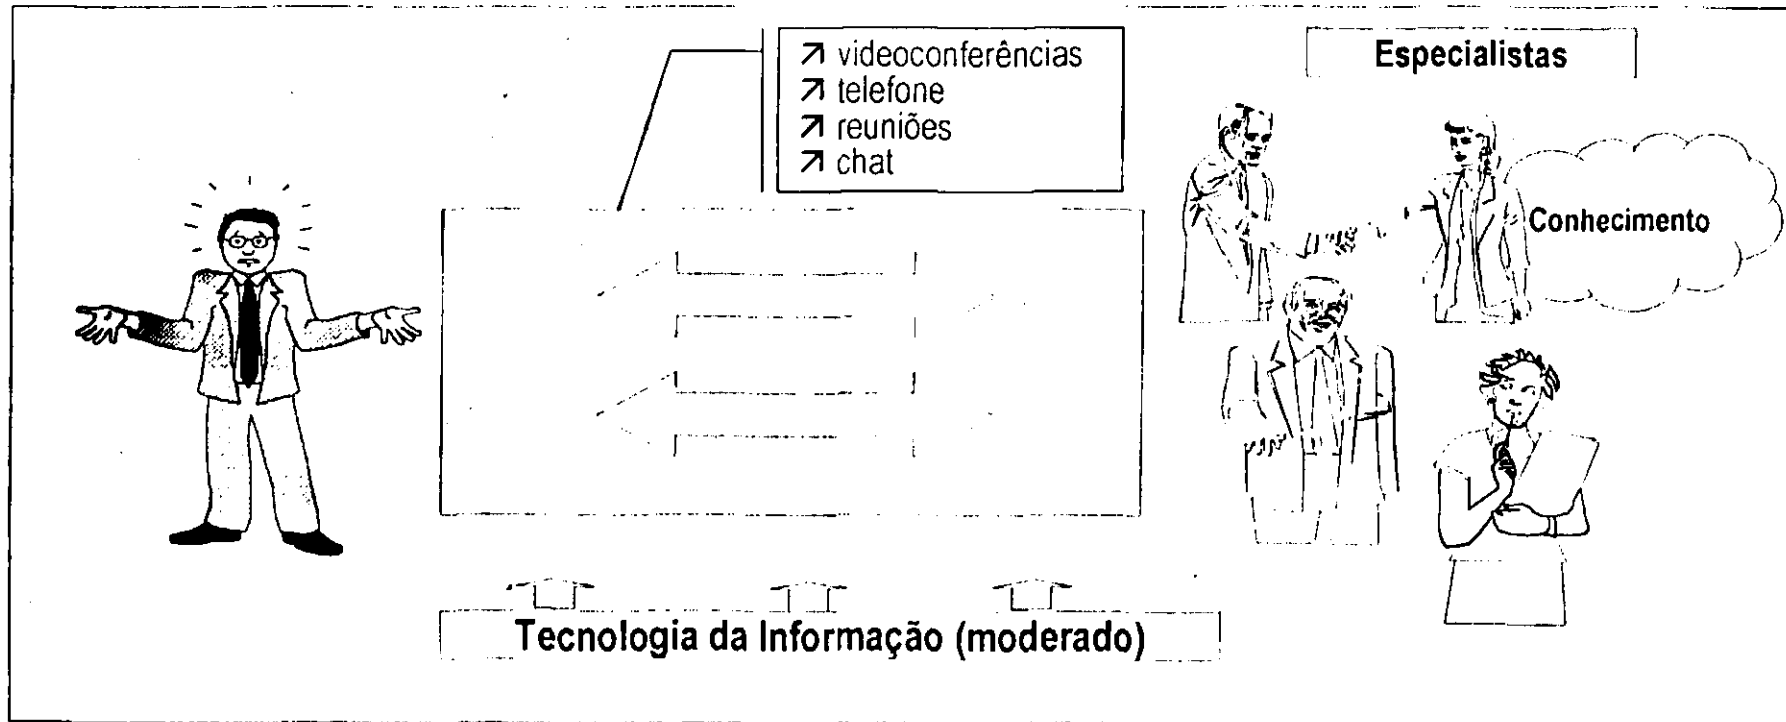 ↗ videoconferências
↗ telefone
↗ reuniões
↗ chat
Especialistas
Conhecimento
Tecnologia da Informação (moderado)